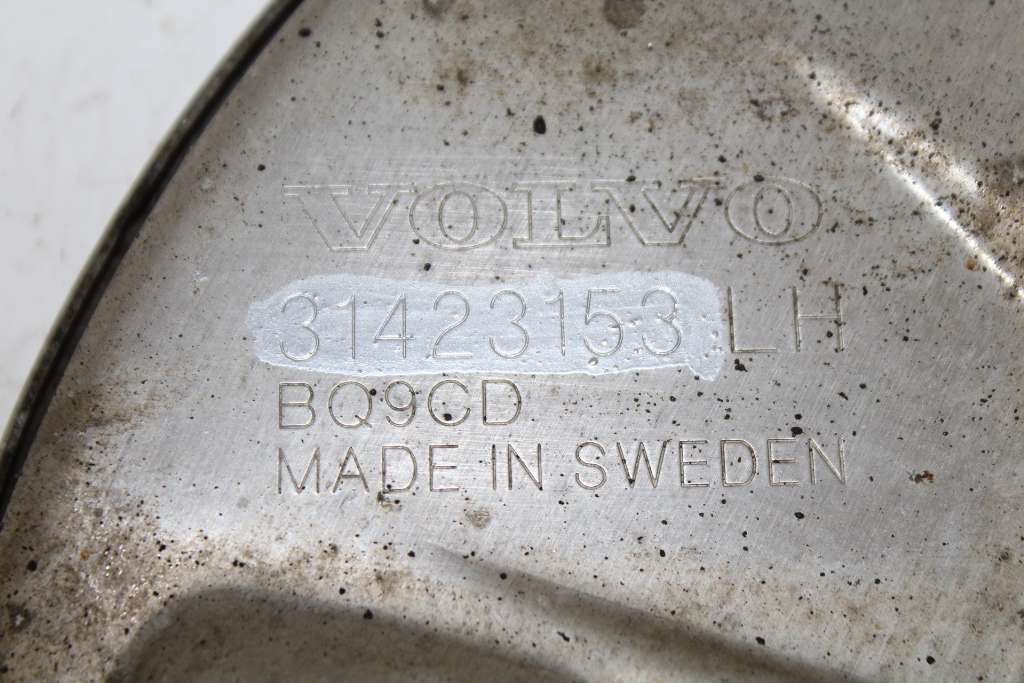 VOLVO
31423153 LH
BQ9CD
MADE IN SWEDEN